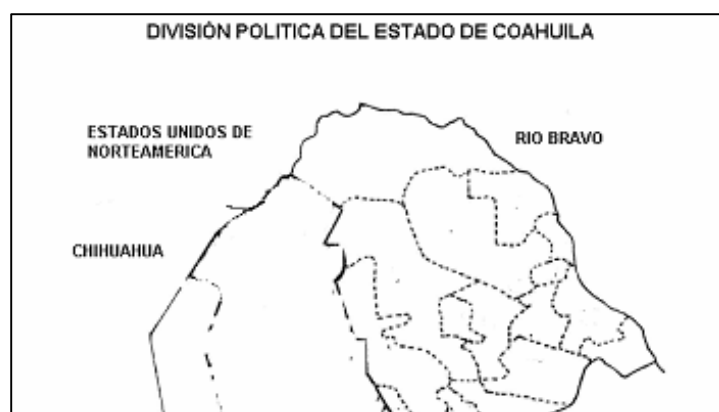 DIVISIÓN POLITICA DEL ESTADO DE COAHUILA
ESTADOS UNIDOS DE
NORTEAMERICA
RIO BRAVO
CHIHUAHUA